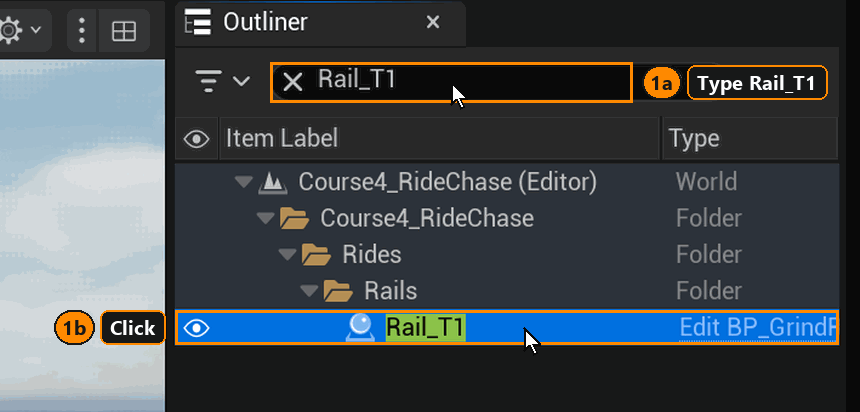 Outliner
Rail_T1
1a Type Rail_T1
Item Label Type
Course4_RideChase (Editor) World
Course4_RideChase Folder
Rides Folder
Rails Folder
1b Click Rail_T1 Edit BP_GrindR